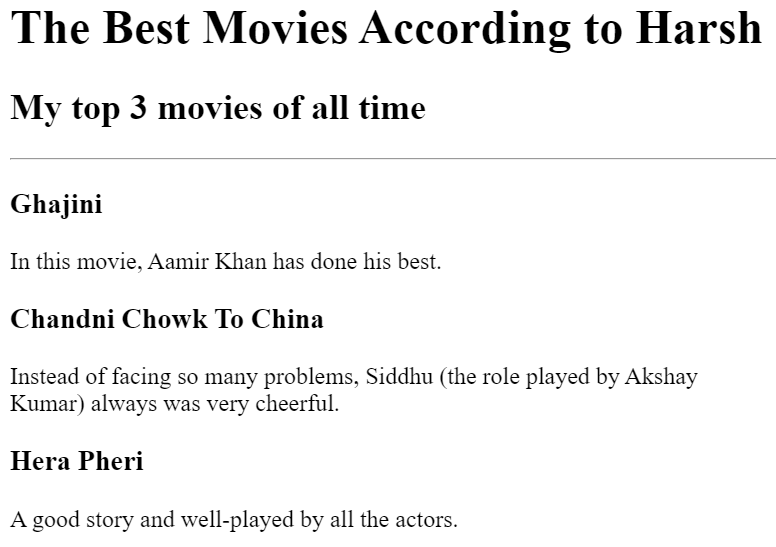 The Best Movies According to Harsh
My top 3 movies of all time
Ghajini
In this movie, Aamir Khan has done his best.
Chandni Chowk To China
Instead of facing so many problems, Siddhu (the role played by Akshay
Kumar) always was very cheerful.
Hera Pheri
A good story and well-played by all the actors.